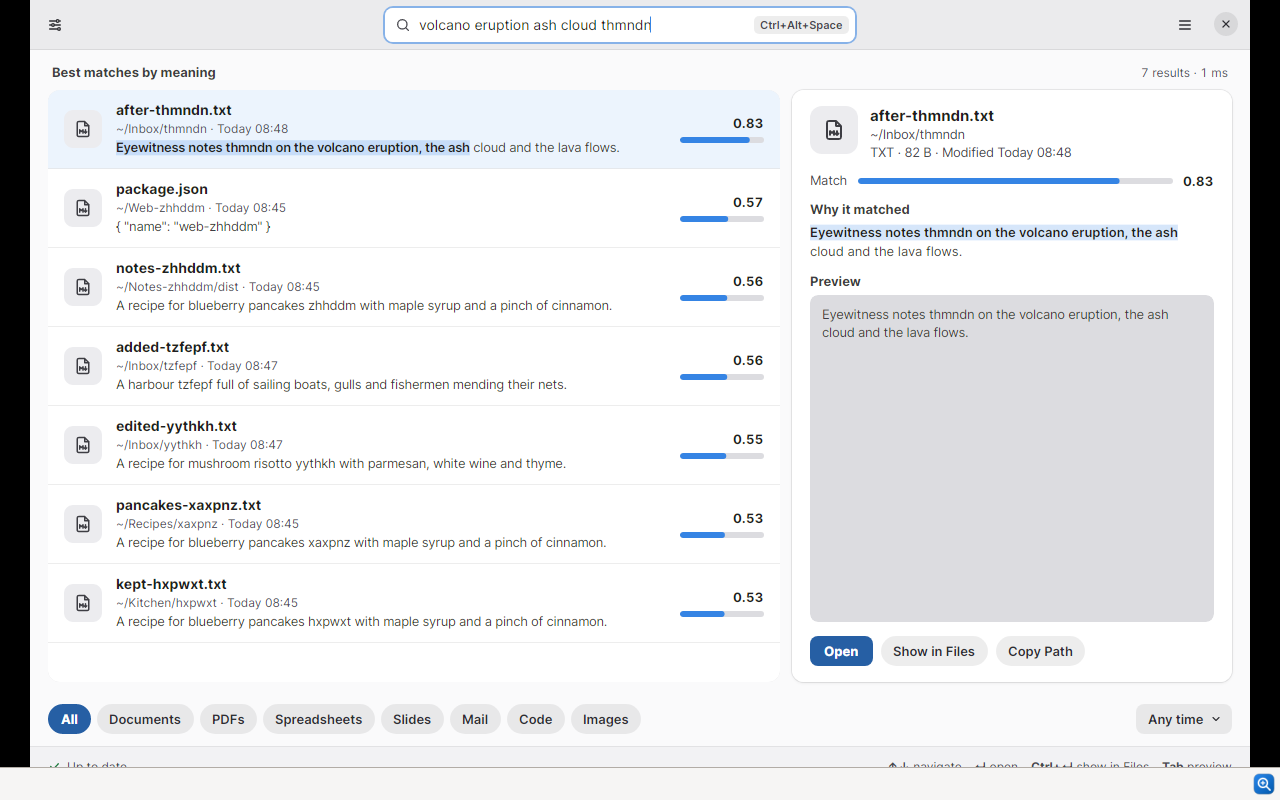 volcano eruption ash cloud thmndn
Ctrl+Alt+Space
Best matches by meaning
7 results · 1 ms
after-thmndn.txt
~/Inbox/thmndn · Today 08:48
Eyewitness notes thmndn on the volcano eruption, the ash cloud and the lava flows.
0.83
package.json
~/Web-zhhddm · Today 08:45
{ "name": "web-zhhddm" }
0.57
notes-zhhddm.txt
~/Notes-zhhddm/dist · Today 08:45
A recipe for blueberry pancakes zhhddm with maple syrup and a pinch of cinnamon.
0.56
added-tzfepf.txt
~/Inbox/tzfepf · Today 08:47
A harbour tzfepf full of sailing boats, gulls and fishermen mending their nets.
0.56
edited-yythkh.txt
~/Inbox/yythkh · Today 08:47
A recipe for mushroom risotto yythkh with parmesan, white wine and thyme.
0.55
pancakes-xaxpnz.txt
~/Recipes/xaxpnz · Today 08:45
A recipe for blueberry pancakes xaxpnz with maple syrup and a pinch of cinnamon.
0.53
kept-hxpwxt.txt
~/Kitchen/hxpwxt · Today 08:45
A recipe for blueberry pancakes hxpwxt with maple syrup and a pinch of cinnamon.
0.53
after-thmndn.txt
~/Inbox/thmndn
TXT · 82 B · Modified Today 08:48
Match
0.83
Why it matched
Eyewitness notes thmndn on the volcano eruption, the ash
cloud and the lava flows.
Preview
Eyewitness notes thmndn on the volcano eruption, the ash
cloud and the lava flows.
Open
Show in Files
Copy Path
All
Documents
PDFs
Spreadsheets
Slides
Mail
Code
Images
Any time
Up to date
↑↓ navigate
↵ open
Ctrl+↵ show in Files
Tab preview